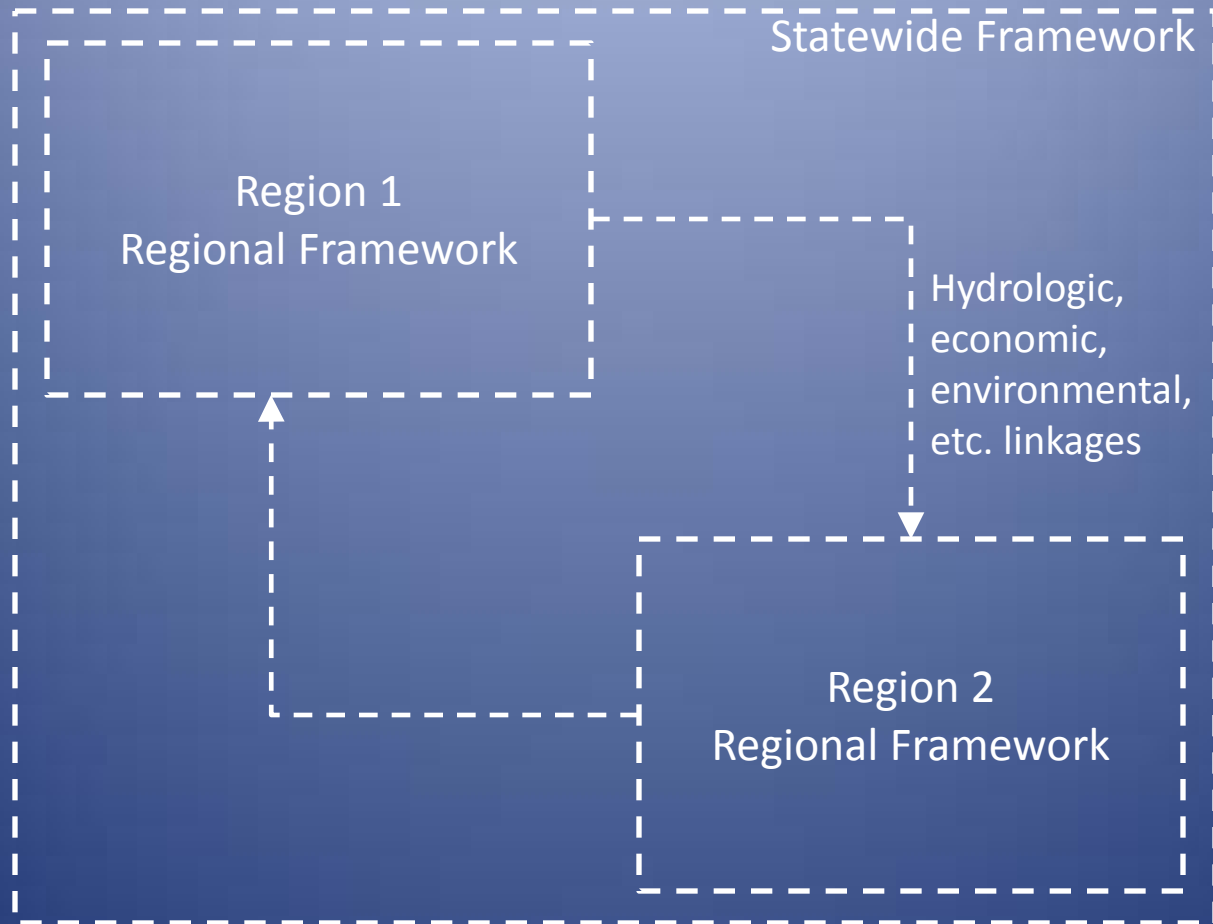 Statewide Framework
Region 1
Regional Framework
Hydrologic,
economic,
environmental,
etc. linkages
Region 2
Regional Framework